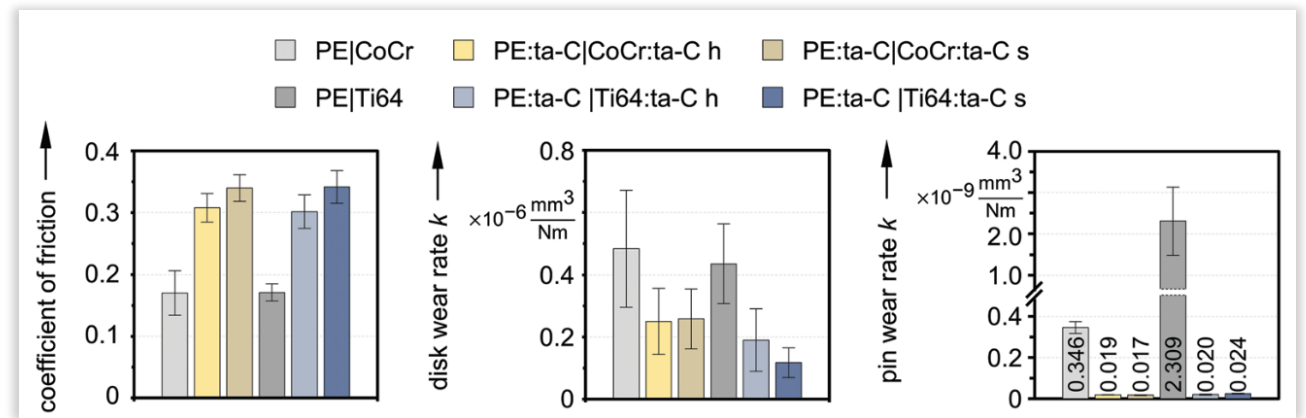 PE|CoCr PE:ta-C|CoCr:ta-C h PE:ta-C|CoCr:ta-C s
PE|Ti64 PE:ta-C |Ti64:ta-C h PE:ta-C |Ti64:ta-C s
coefficient of friction
0.4
0.3
0.2
0.1
0
disk wear rate k
×10−6 mm3
Nm
0.8
0.4
0.2
0
pin wear rate k
×10−9 mm3
Nm
4.0
2.0
1.0
0.4
0.2
0
0.346
0.019
0.017
2.309
0.020
0.024